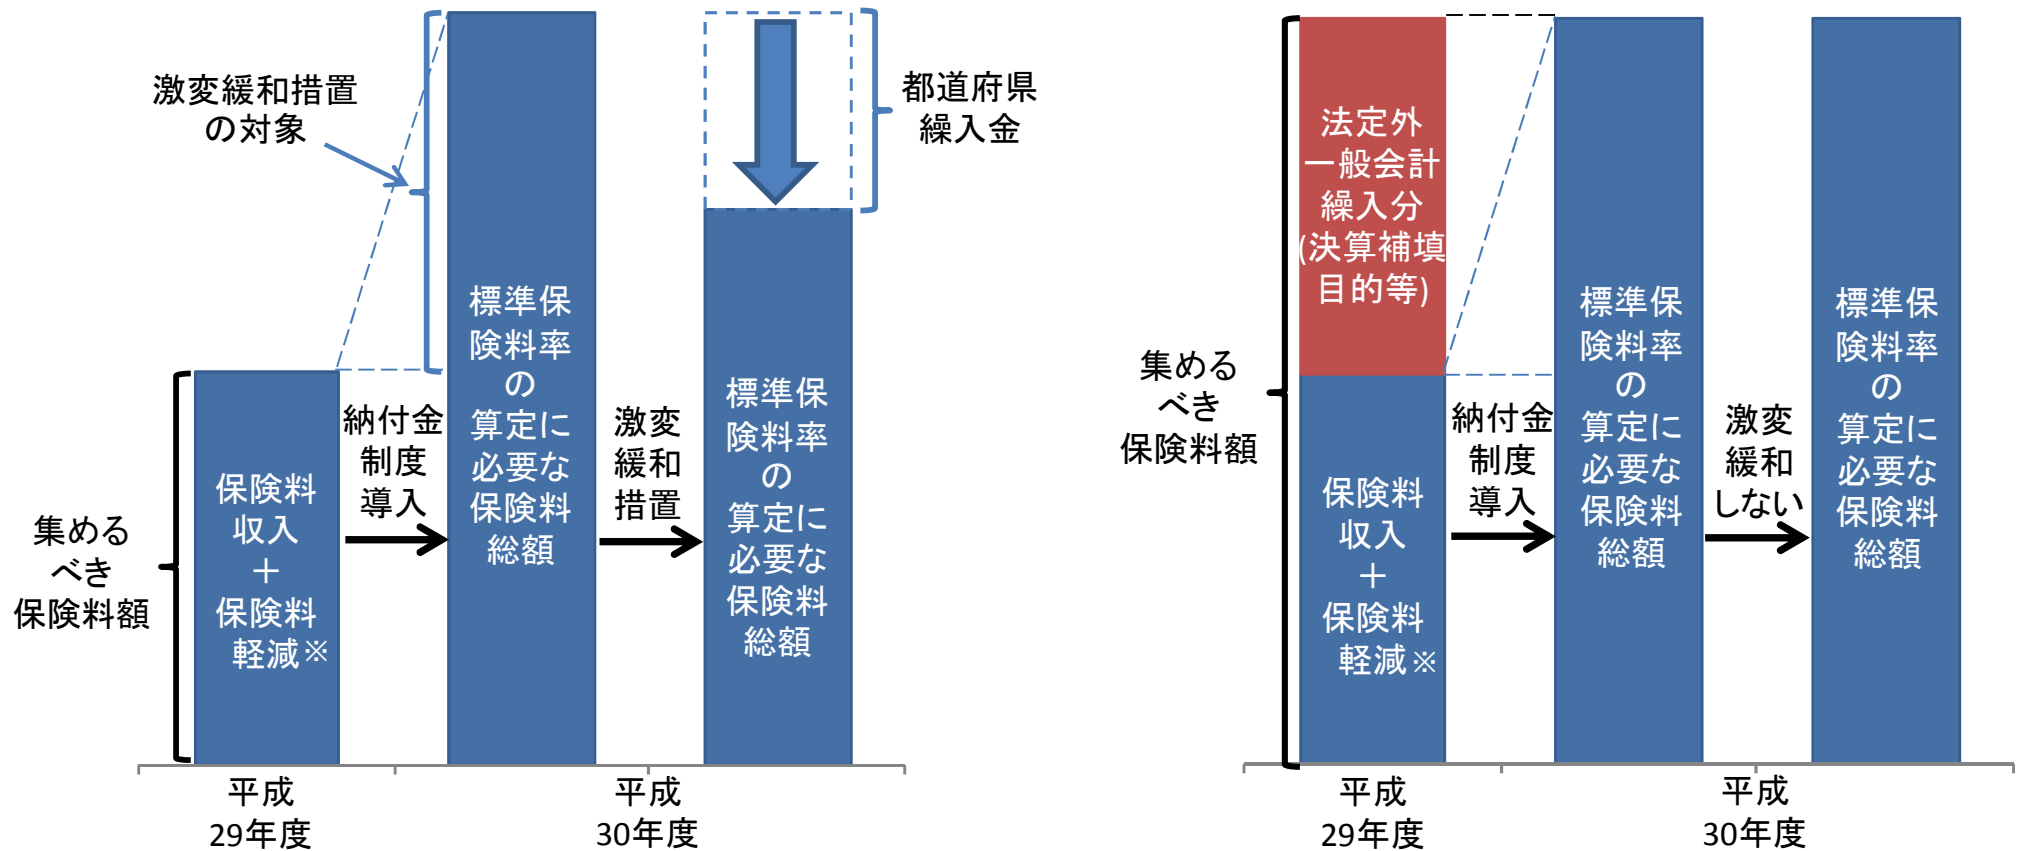 激変緩和措置
の対象
都道府県
繰入金
集める
べき
保険料額
保険料
収入
＋
保険料
軽減※
納付金
制度
導入
標準保
険料率
の
算定に
必要な
保険料
総額
激変
緩和
措置
標準保
険料率
の
算定に
必要な
保険料
総額
平成
29年度
平成
30年度
集める
べき
保険料額
法定外
一般会計
繰入分
(決算補填
目的等)
保険料
収入
＋
保険料
軽減※
納付金
制度
導入
標準保
険料率
の
算定に
必要な
保険料
総額
激変
緩和
しない
標準保
険料率
の
算定に
必要な
保険料
総額
平成
29年度
平成
30年度